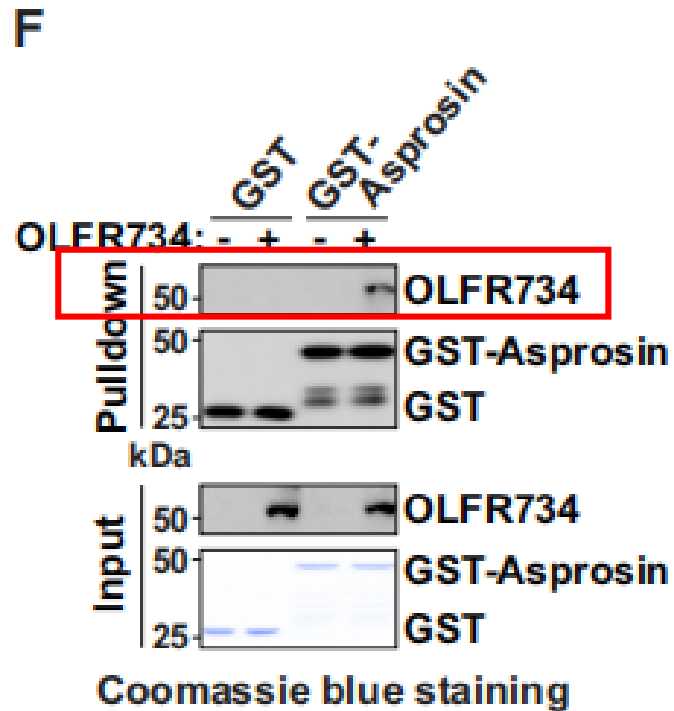 F
GST
GST-
Asprosin
OLFR734: - + - +
Pulldown
50 OLFR734
50 GST-Asprosin
25 GST
kDa
Input
50 OLFR734
50 GST-Asprosin
25 GST
Coomassie blue staining